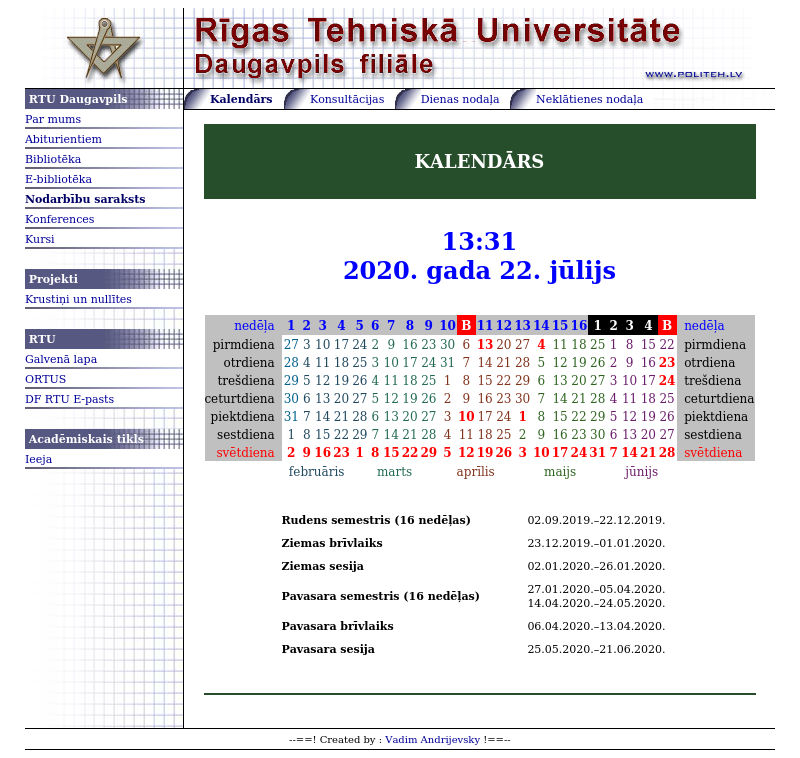 Rīgas Tehniskā Universitāte
Daugavpils filiāle
www.politeh.lv
RTU Daugavpils
Par mums
Abiturientiem
Bibliotēka
E-bibliotēka
Nodarbību saraksts
Konferences
Kursi
Projekti
Krustiņi un nullītes
RTU
Galvenā lapa
ORTUS
DF RTU E-pasts
Acadēmiskais tikls
Ieeja
Kalendārs Konsultācijas Dienas nodaļa Neklātienes nodaļa
KALENDĀRS
13:31
2020. gada 22. jūlijs
nedēļa 1 2 3 4 5 6 7 8 9 10 B 11 12 13 14 15 16 1 2 3 4 B nedēļa
pirmdiena 27 3 10 17 24 2 9 16 23 30 6 13 20 27 4 11 18 25 1 8 15 22 pirmdiena
otrdiena 28 4 11 18 25 3 10 17 24 31 7 14 21 28 5 12 19 26 2 9 16 23 otrdiena
trešdiena 29 5 12 19 26 4 11 18 25 1 8 15 22 29 6 13 20 27 3 10 17 24 trešdiena
ceturtdiena 30 6 13 20 27 5 12 19 26 2 9 16 23 30 7 14 21 28 4 11 18 25 ceturtdiena
piektdiena 31 7 14 21 28 6 13 20 27 3 10 17 24 1 8 15 22 29 5 12 19 26 piektdiena
sestdiena 1 8 15 22 29 7 14 21 28 4 11 18 25 2 9 16 23 30 6 13 20 27 sestdiena
svētdiena 2 9 16 23 1 8 15 22 29 5 12 19 26 3 10 17 24 31 7 14 21 28 svētdiena
februāris marts aprīlis maijs jūnijs
Rudens semestris (16 nedēļas) 02.09.2019.–22.12.2019.
Ziemas brīvlaiks 23.12.2019.–01.01.2020.
Ziemas sesija 02.01.2020.–26.01.2020.
Pavasara semestris (16 nedēļas) 27.01.2020.–05.04.2020.
14.04.2020.–24.05.2020.
Pavasara brīvlaiks 06.04.2020.–13.04.2020.
Pavasara sesija 25.05.2020.–21.06.2020.
--==! Created by : Vadim Andrijevsky !==--